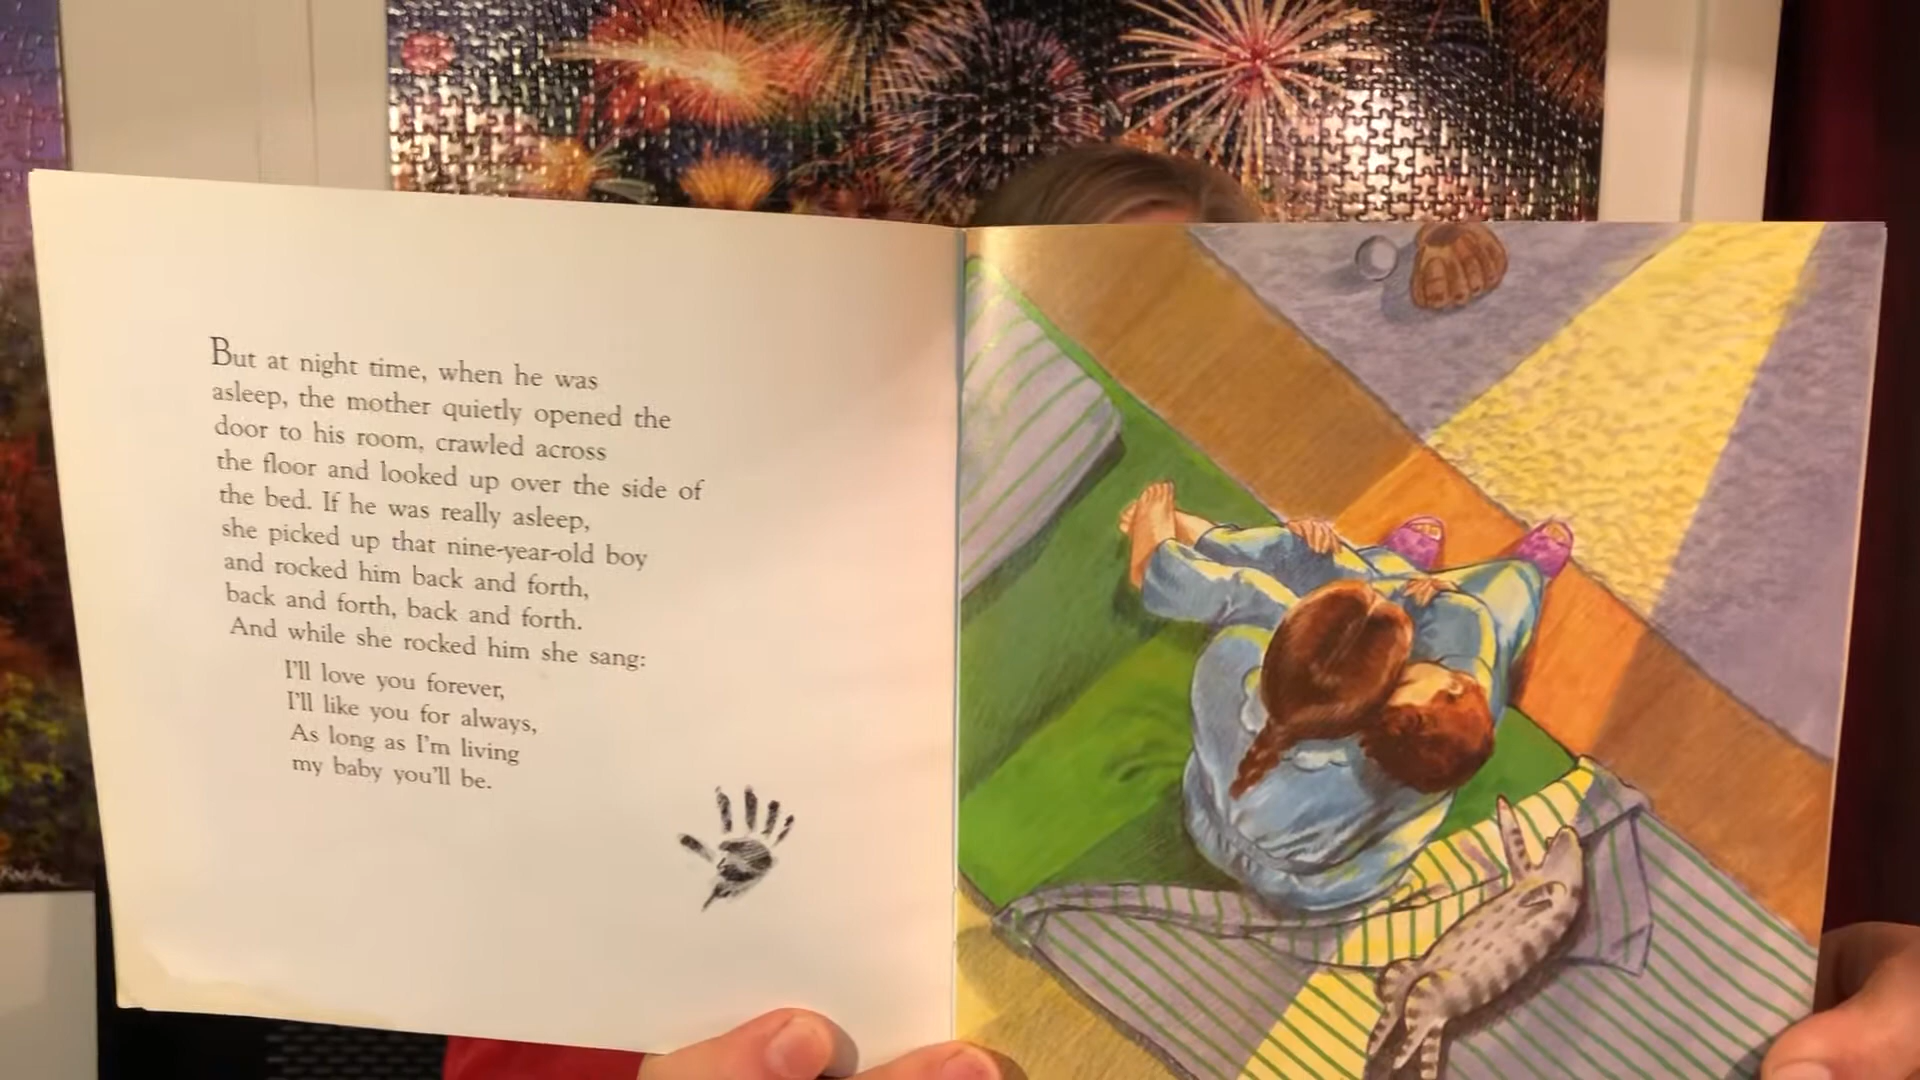 But at night time, when he was
asleep, the mother quietly opened the
door to his room, crawled across
the floor and looked up over the side of
the bed. If he was really asleep,
she picked up that nine-year-old boy
and rocked him back and forth,
back and forth, back and forth.
And while she rocked him she sang:
I'll love you forever,
I'll like you for always,
As long as I'm living
my baby you'll be.